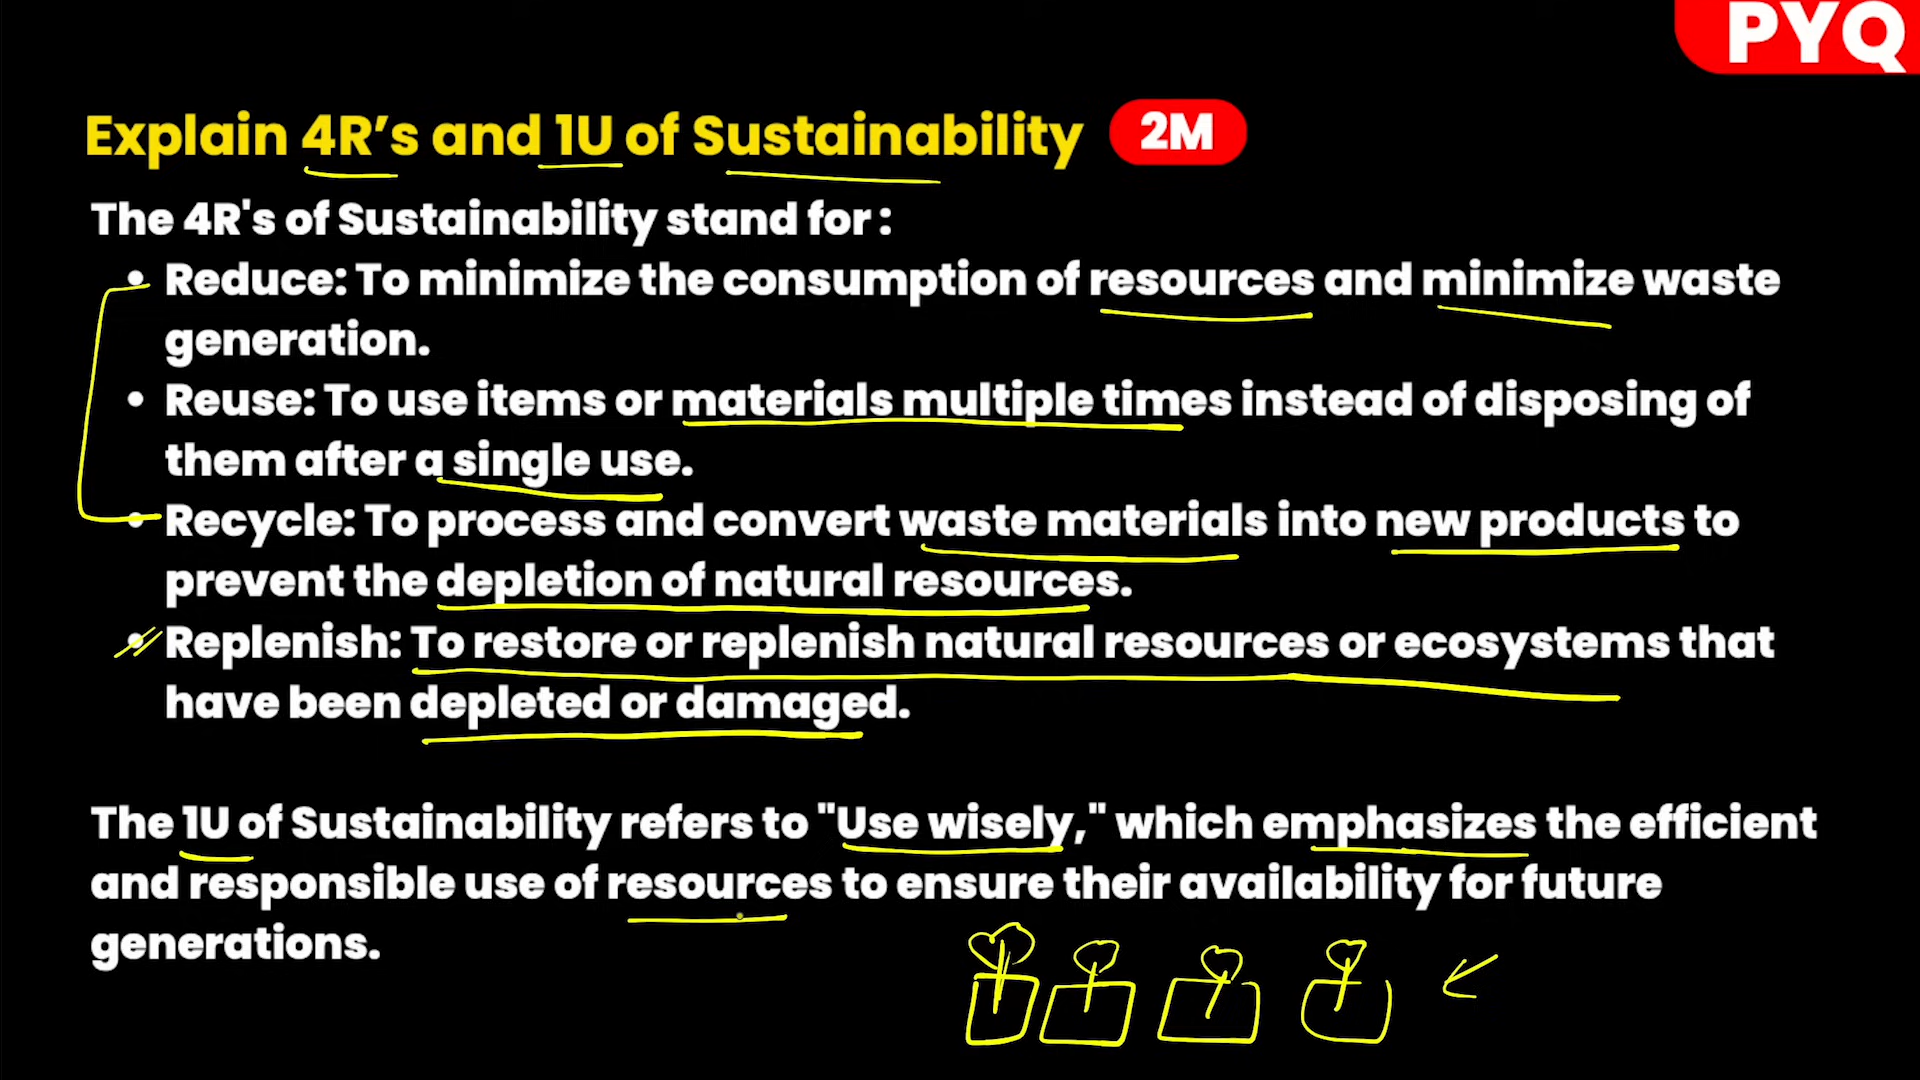 PYQ
Explain 4R's and 1U of Sustainability 2M
The 4R's of Sustainability stand for :
• Reduce: To minimize the consumption of resources and minimize waste
generation.
• Reuse: To use items or materials multiple times instead of disposing of
them after a single use.
• Recycle: To process and convert waste materials into new products to
prevent the depletion of natural resources.
• Replenish: To restore or replenish natural resources or ecosystems that
have been depleted or damaged.
The 1U of Sustainability refers to "Use wisely," which emphasizes the efficient
and responsible use of resources to ensure their availability for future
generations.